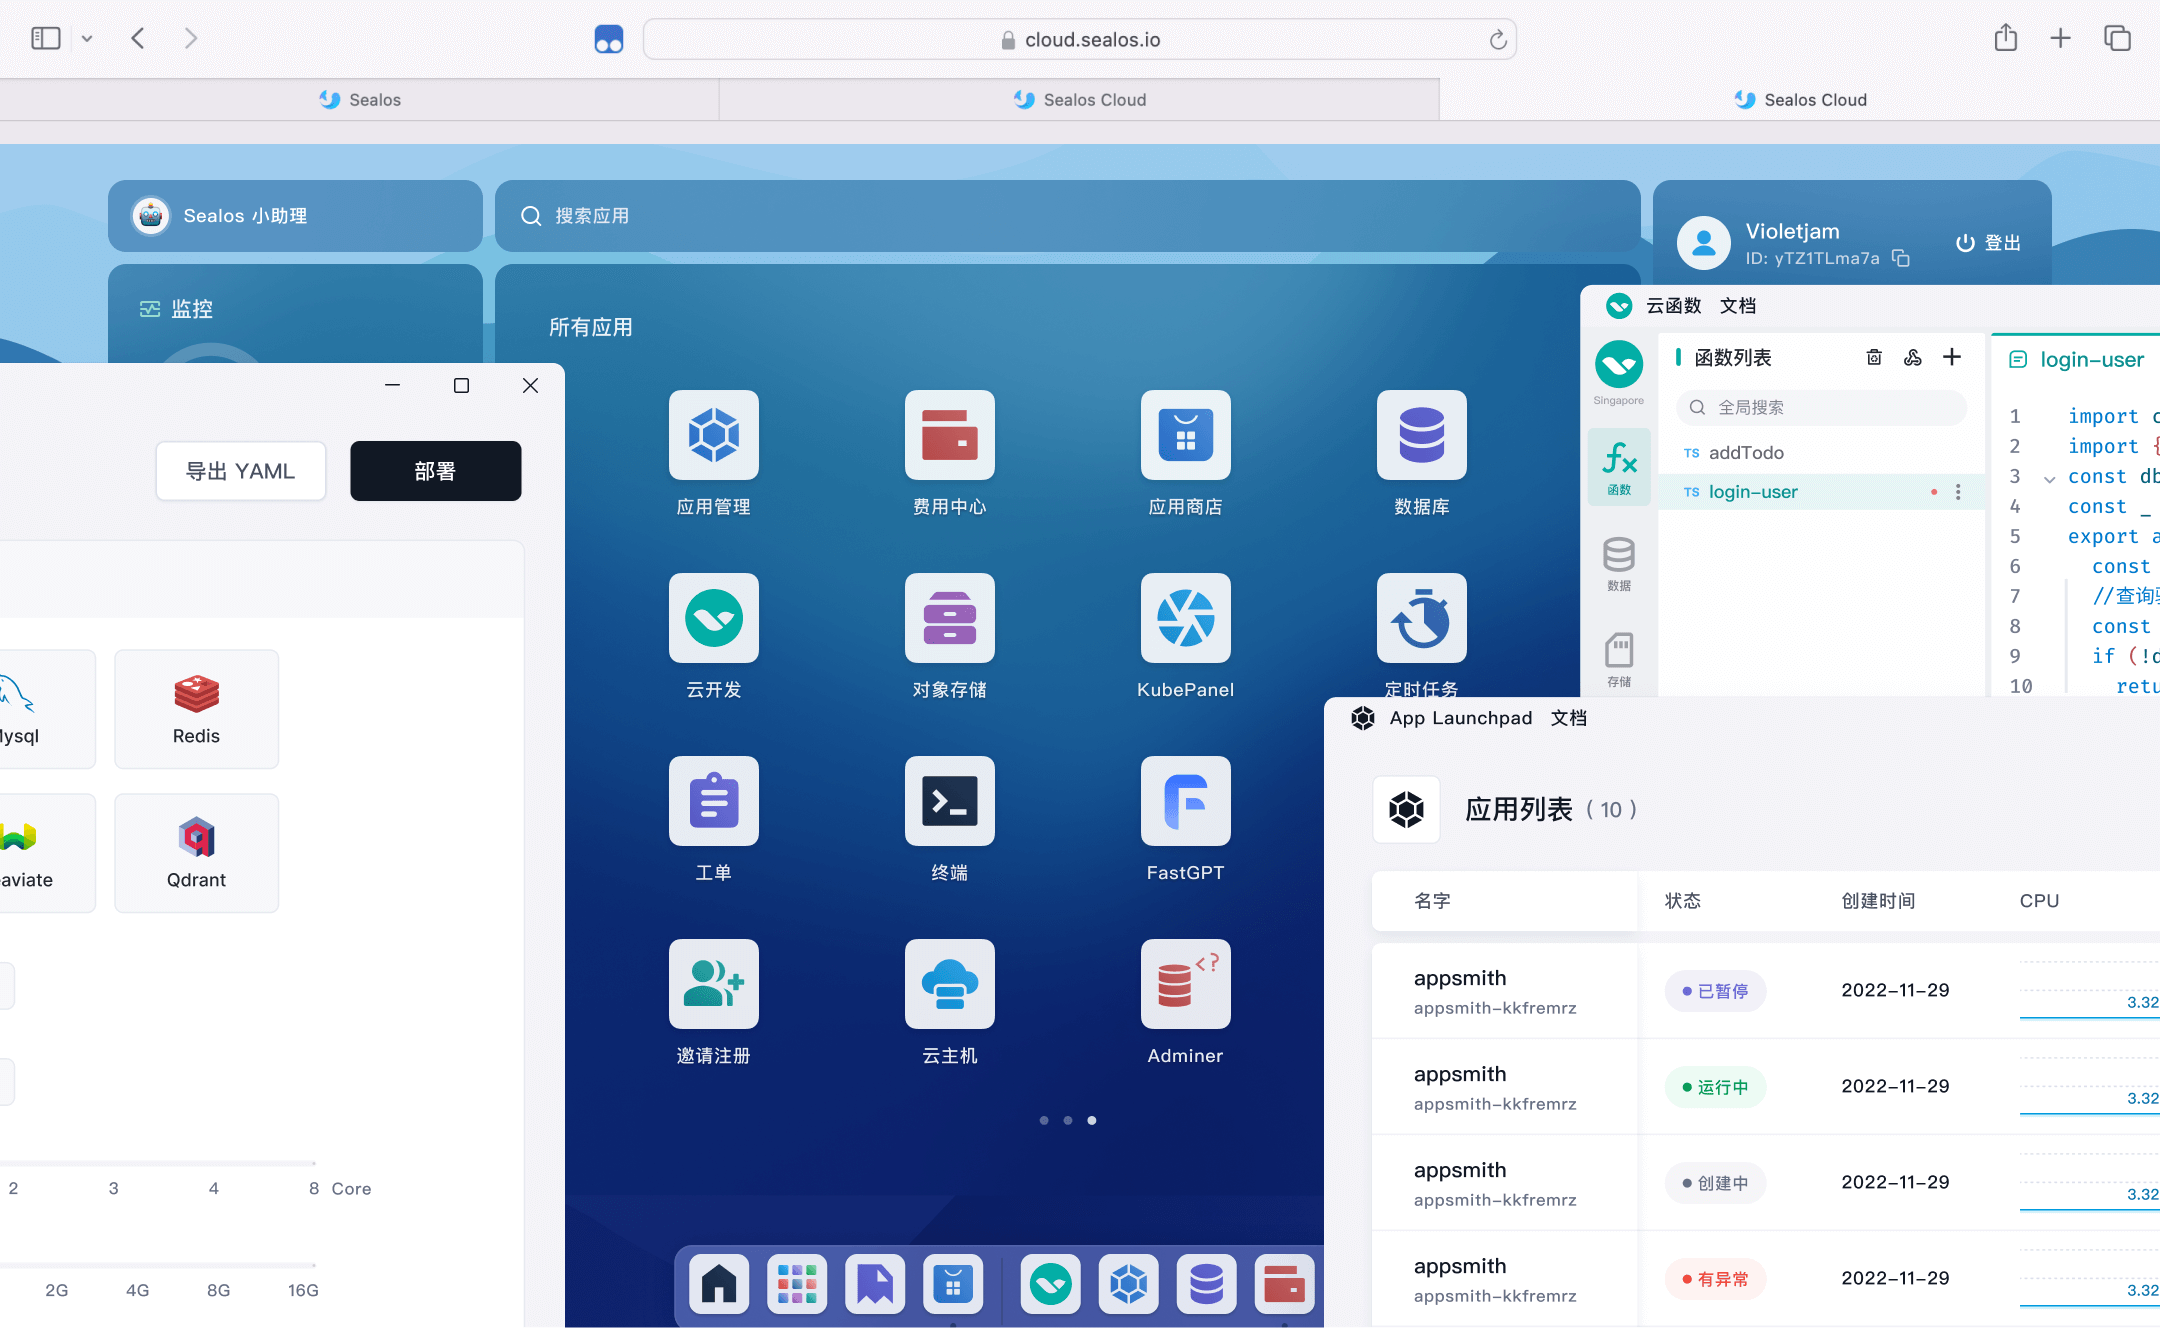 cloud.sealos.io
Sealos
Sealos Cloud
Sealos Cloud
Sealos 小助理
搜索应用
Violetjam
ID: yTZ1TLma7a
登出
监控
所有应用
应用管理
费用中心
应用商店
数据库
云开发
对象存储
KubePanel
定时任务
工单
终端
FastGPT
邀请注册
云主机
Adminer
导出 YAML
部署
Redis
Qdrant
2
3
4
8 Core
2G
4G
8G
16G
云函数 文档
Singapore
函数
数据
存储
函数列表
全局搜索
TS addTodo
TS login-user
login-user
1 import
2 import {
3 const db
4 const _
5 export
6 const
7 //查询
8 const
9 if (!
10 retu
App Launchpad 文档
应用列表 ( 10 )
名字 状态 创建时间 CPU
appsmith
appsmith-kkfremrz
已暂停
2022-11-29
3.32
appsmith
appsmith-kkfremrz
运行中
2022-11-29
3.32
appsmith
appsmith-kkfremrz
创建中
2022-11-29
3.32
appsmith
appsmith-kkfremrz
有异常
2022-11-29
3.32